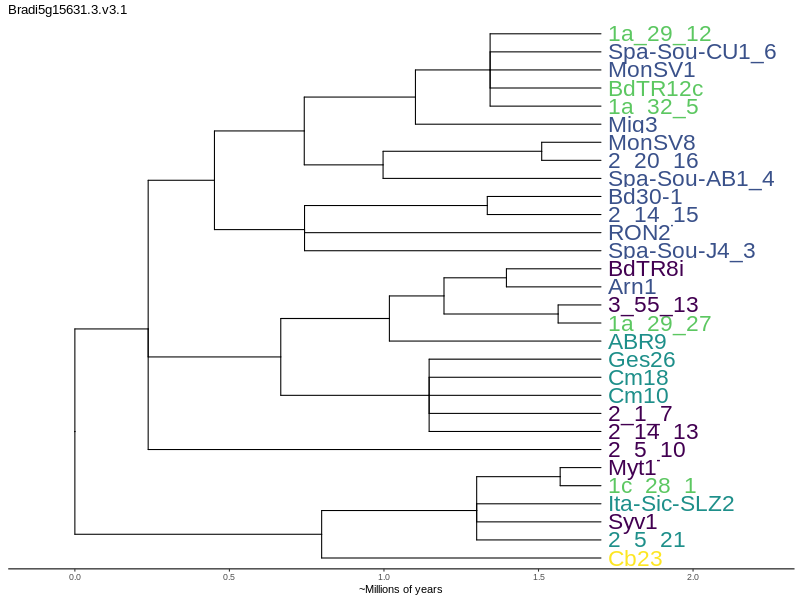 Bradi5g15631.3.v3.1
1a_29_12
Spa-Sou-CU1_6
MonSV1
BdTR12c
1a_32_5
Mig3
MonSV8
2_20_16
Spa-Sou-AB1_4
Bd30-1
2_14_15
RON2
Spa-Sou-J4_3
BdTR8i
Arn1
3_55_13
1a_29_27
ABR9
Ges26
Cm18
Cm10
2_1_7
2_14_13
2_5_10
Myt1
1c_28_1
Ita-Sic-SLZ2
Syv1
2_5_21
Cb23
0.0 0.5 1.0 1.5 2.0
~Millions of years